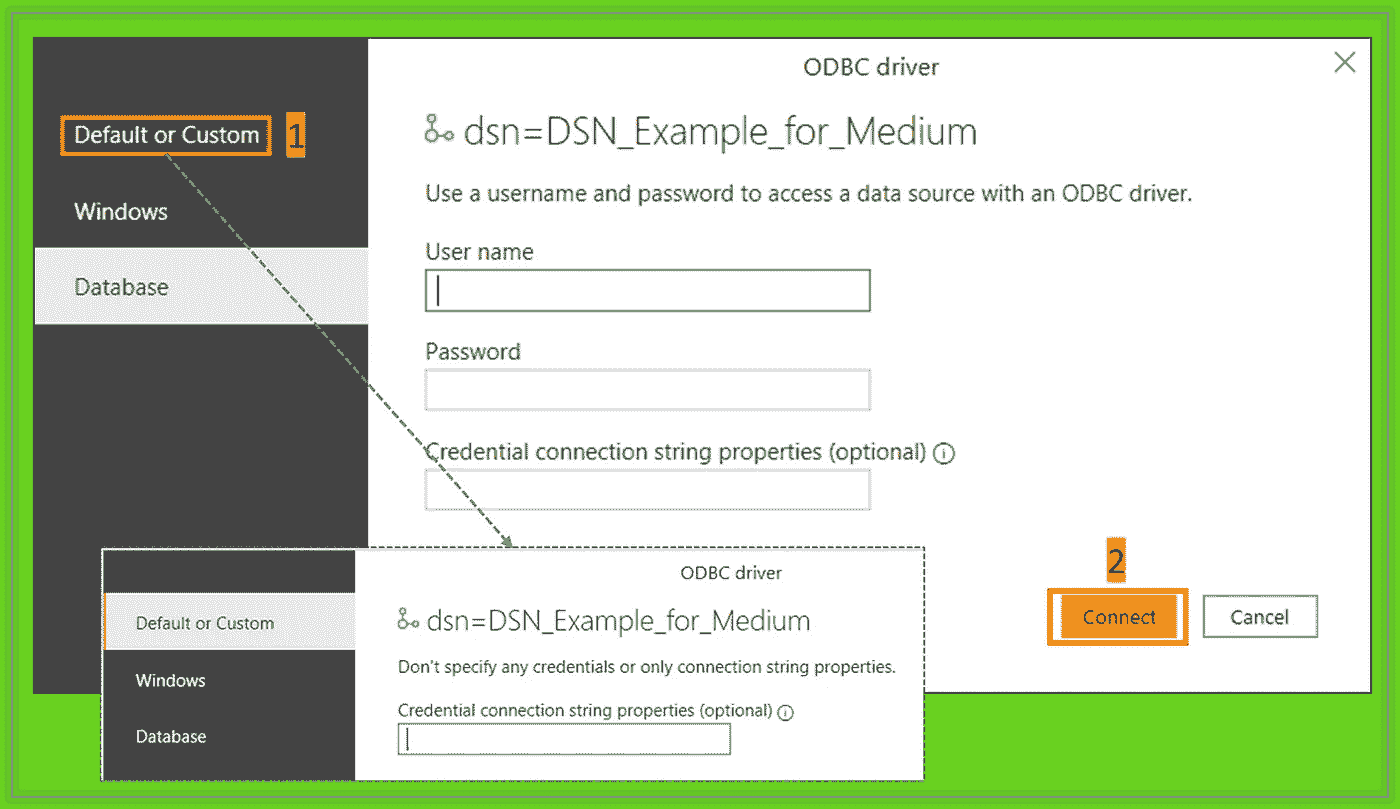 ODBC driver
Default or Custom
1
Windows
Database
dsn=DSN_Example_for_Medium
Use a username and password to access a data source with an ODBC driver.
User name
Password
Credential connection string properties (optional)
2
Connect
Cancel
ODBC driver
Default or Custom
Windows
Database
dsn=DSN_Example_for_Medium
Don't specify any credentials or only connection string properties.
Credential connection string properties (optional)